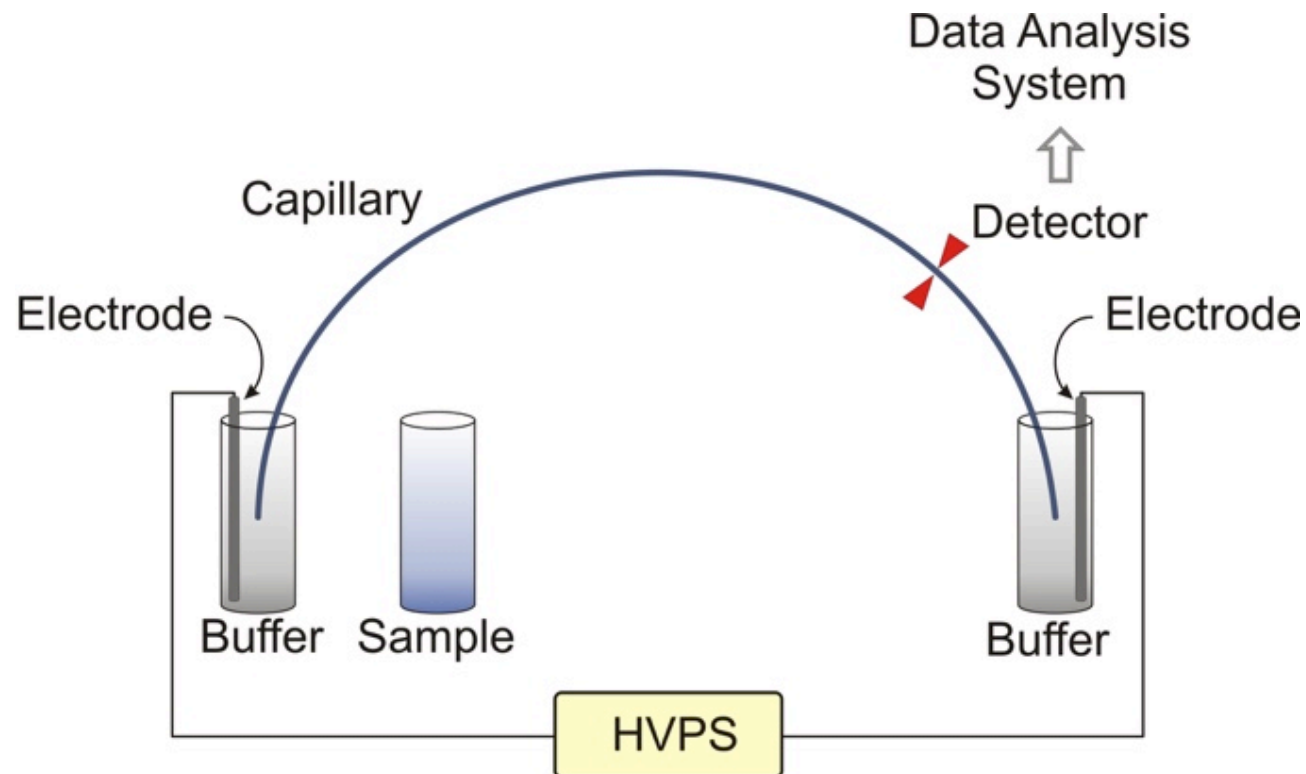 Data Analysis
System
Capillary
Detector
Electrode
Electrode
Buffer
Sample
Buffer
HVPS